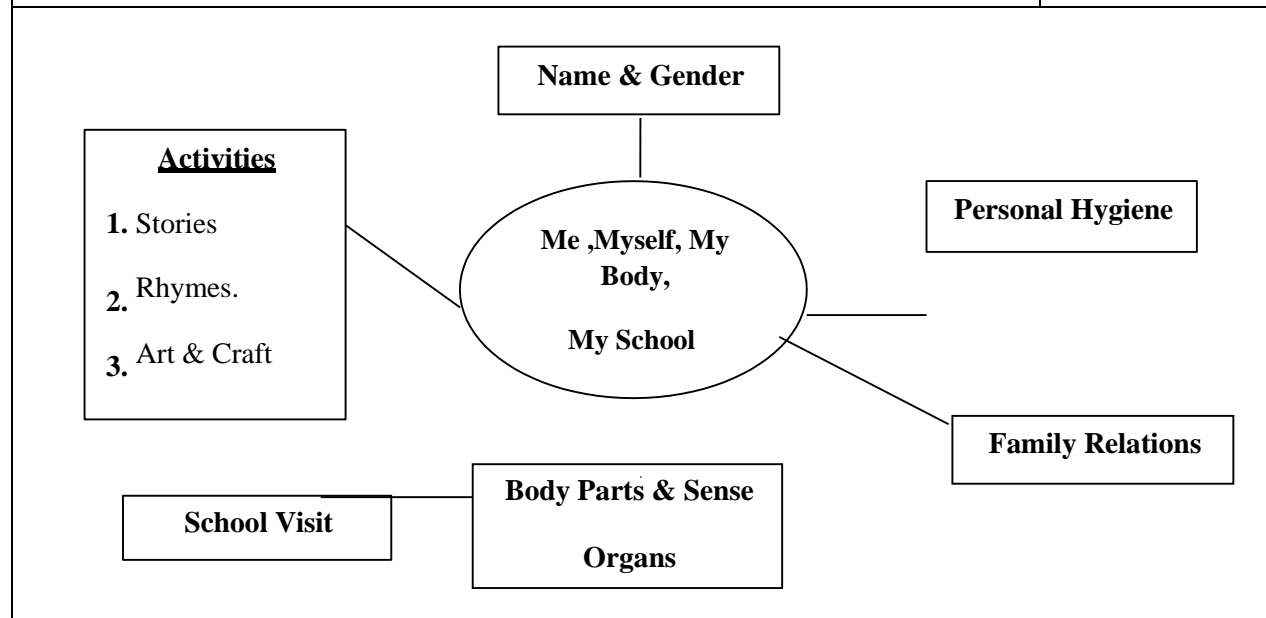 Name & Gender
Activities
1. Stories
2. Rhymes.
3. Art & Craft
Me ,Myself, My
Body,
My School
Personal Hygiene
Family Relations
Body Parts & Sense
Organs
School Visit